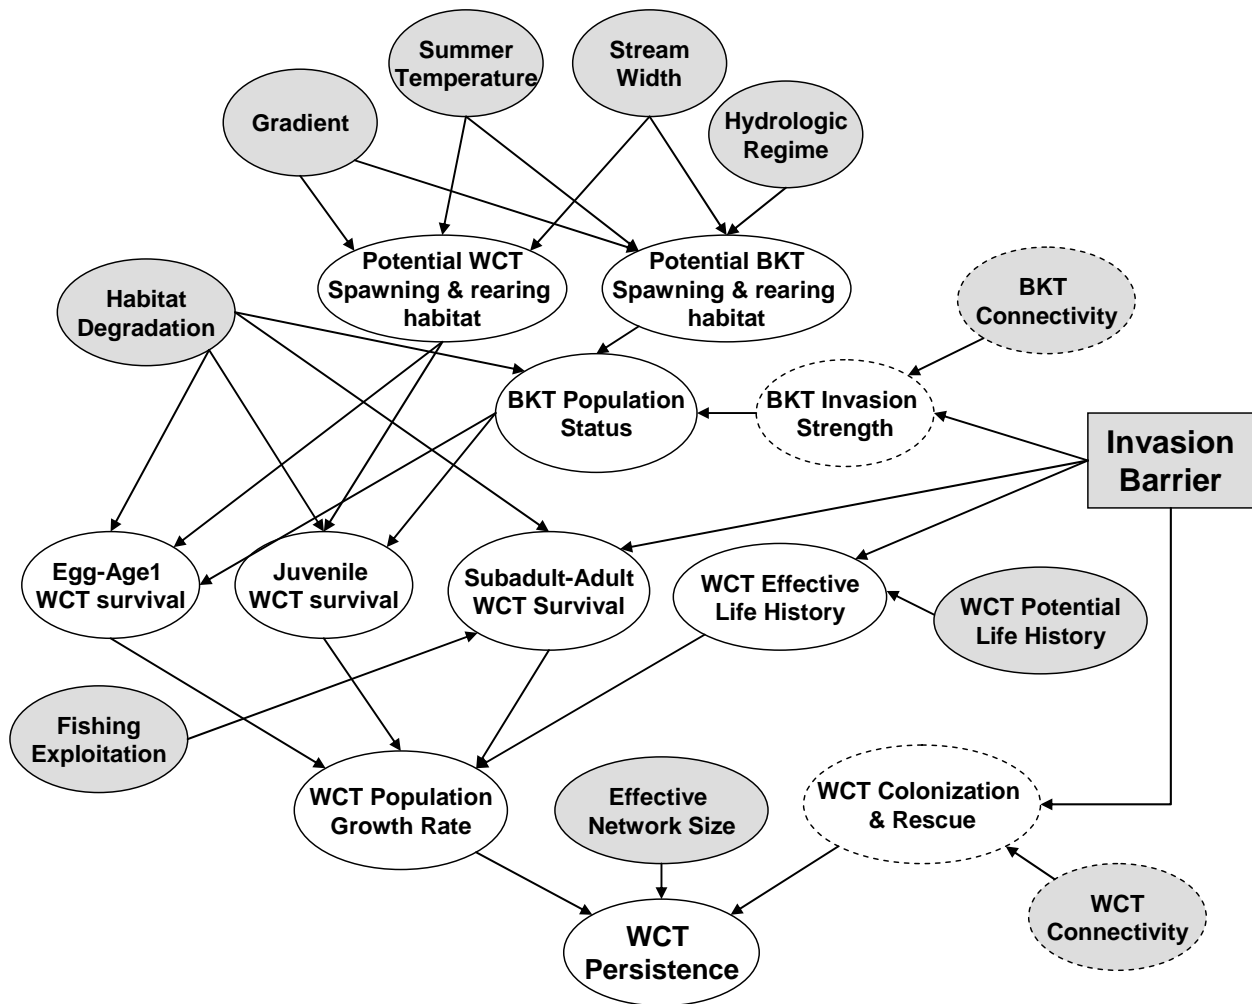 Summer
Temperature
Stream
Width
Gradient
Hydrologic
Regime
Potential WCT
Spawning & rearing
habitat
Potential BKT
Spawning & rearing
habitat
Habitat
Degradation
BKT
Connectivity
BKT Population
Status
BKT Invasion
Strength
Invasion
Barrier
Egg-Age1
WCT survival
Juvenile
WCT survival
Subadult-Adult
WCT Survival
WCT Effective
Life History
WCT Potential
Life History
Fishing
Exploitation
WCT Population
Growth Rate
Effective
Network Size
WCT Colonization
& Rescue
WCT
Connectivity
WCT
Persistence